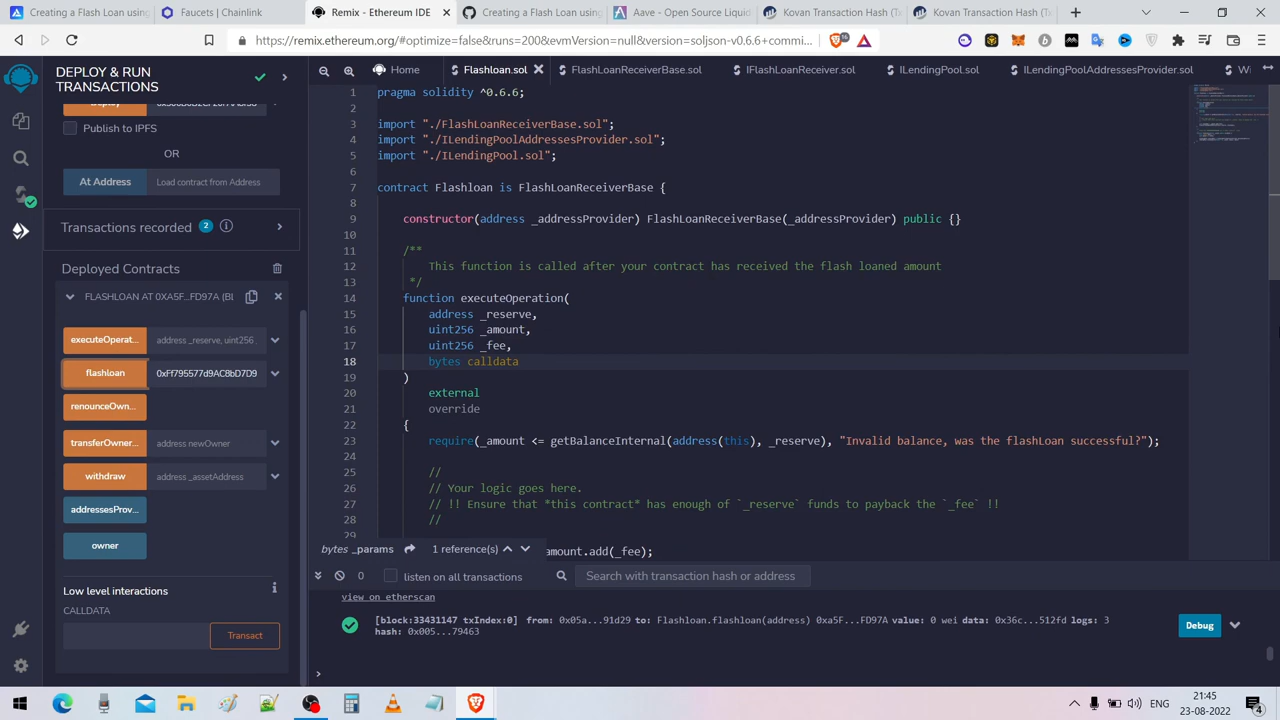 Contracts in Chainlink
Contracts & Links
Remix - Ethereum IDE
Creating a Flash Loan using
Aave - Open Source Liquid
Kovan Transaction Hash (Tx
Kovan Transaction Hash (Tx
https://remix.ethereum.org/#optimize=false&runs=200&evmVersion=null&version=soljson-v0.6.6+commi...
DEPLOY & RUN
TRANSACTIONS
Home
Flashloan.sol
FlashLoanReceiverBase.sol
IFlashLoanReceiver.sol
ILendingPool.sol
ILendingPoolAddressesProvider.sol
Wi
Publish to IPFS
OR
At Address
Load contract from Address
Transactions recorded
2
Deployed Contracts
FLASHLOAN AT 0XA5F...FD97A (BL
executeOperat...
address _reserve, uint256 .
flashloan
0xFf795577d9AC8bD7D9
renounceOwn...
transferOwner...
address newOwner
withdraw
address _assetAddress
addressesProv...
owner
Low level interactions
CALLDATA
Transact
1 pragma solidity ^0.6.6;
2
3 import "./FlashLoanReceiverBase.sol";
4 import "./ILendingPoolAddressesProvider.sol";
5 import "./ILendingPool.sol";
6
7 contract Flashloan is FlashLoanReceiverBase {
8
9 constructor(address _addressProvider) FlashLoanReceiverBase(_addressProvider) public {}
10
11 /**
12 This function is called after your contract has received the flash loaned amount
13 */
14 function executeOperation(
15 address _reserve,
16 uint256 _amount,
17 uint256 _fee,
18 bytes calldata
19 )
20 external
21 override
22 {
23 require(_amount <= getBalanceInternal(address(this), _reserve), "Invalid balance, was the flashLoan successful?");
24
25 //
26 // Your logic goes here.
27 // !! Ensure that *this contract* has enough of `_reserve` funds to payback the `_fee` !!
28 //
29
bytes _params
1 reference(s)
amount.add(_fee);
0
listen on all transactions
Search with transaction hash or address
view on etherscan
[block:33431147 txIndex:0] from: 0x05a...91d29 to: Flashloan.flashloan(address) 0xa5F...FD97A value: 0 wei data: 0x36c...512fd logs: 3
hash: 0x005...79463
Debug
>
ENG
21:45
23-08-2022
4